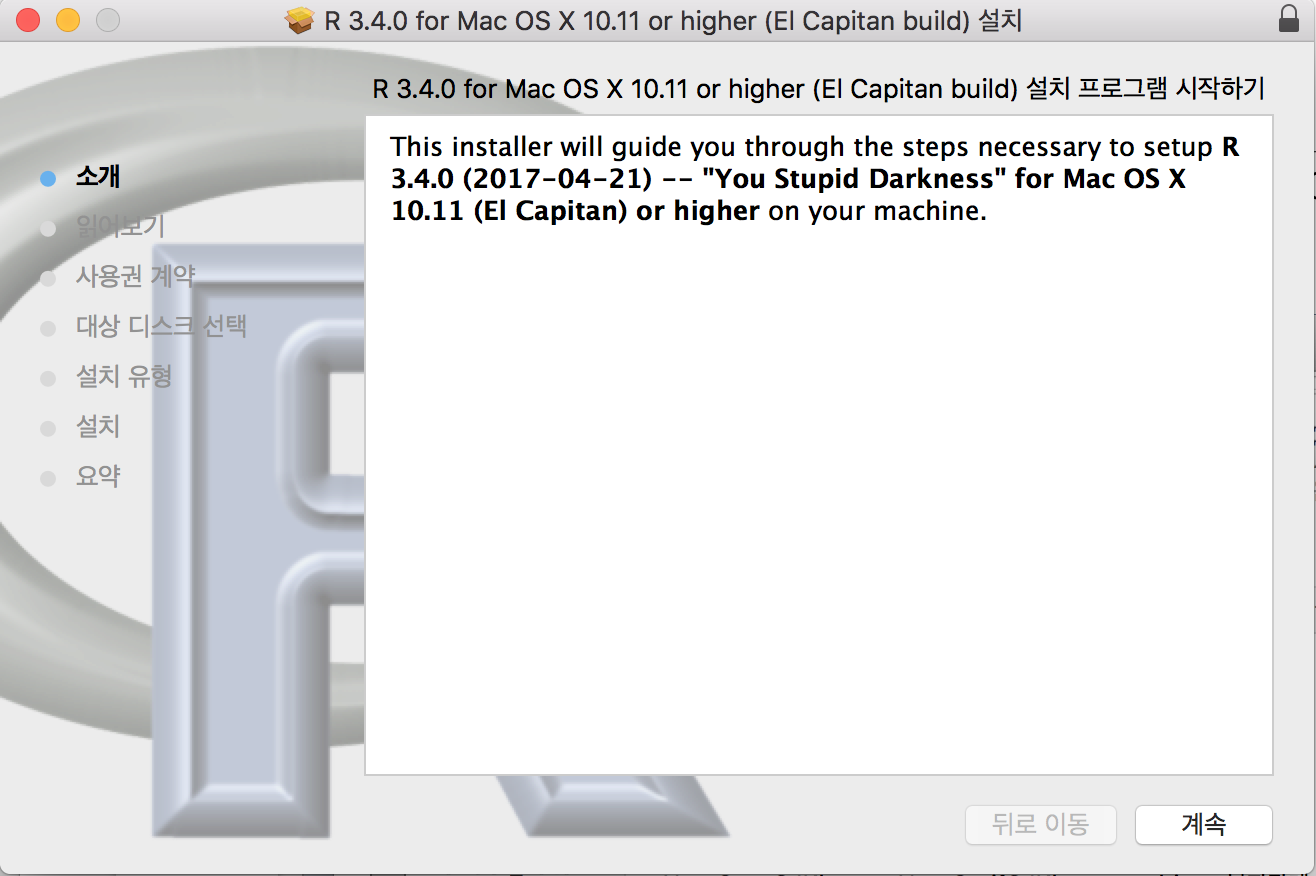 R 3.4.0 for Mac OS X 10.11 or higher (El Capitan build) 설치
R 3.4.0 for Mac OS X 10.11 or higher (El Capitan build) 설치 프로그램 시작하기
소개
읽어보기
사용권 계약
대상 디스크 선택
설치 유형
설치
요약
This installer will guide you through the steps necessary to setup R
3.4.0 (2017-04-21) -- "You Stupid Darkness" for Mac OS X
10.11 (El Capitan) or higher on your machine.
뒤로 이동
계속